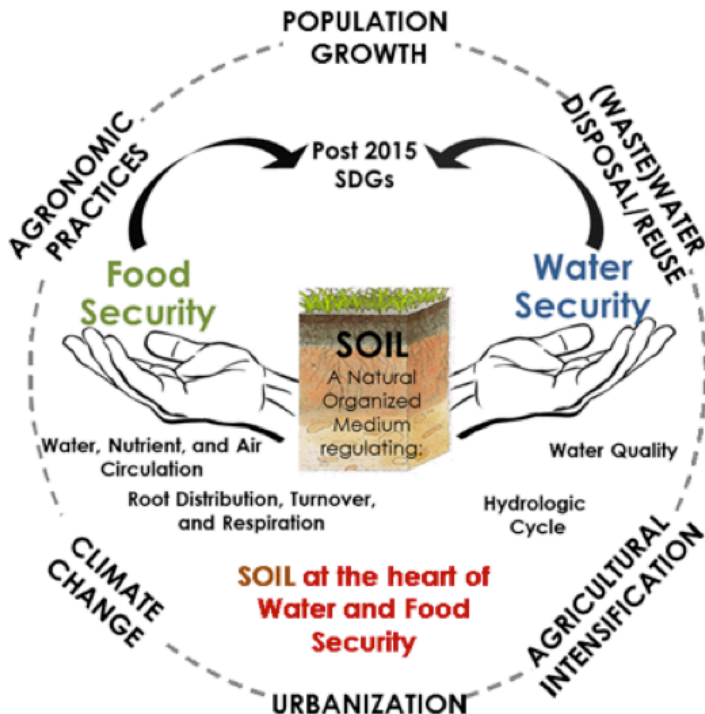 POPULATION
GROWTH
AGRONOMIC
PRACTICES
(WASTE)WATER
DISPOSAL/REUSE
Post 2015
SDGs
Food
Security
Water
Security
SOIL
A Natural
Organized
Medium
regulating:
Water, Nutrient, and Air
Circulation
Water Quality
Root Distribution, Turnover,
and Respiration
Hydrologic
Cycle
CLIMATE
CHANGE
SOIL at the heart of
Water and Food
Security
AGRICULTURAL
INTENSIFICATION
URBANIZATION